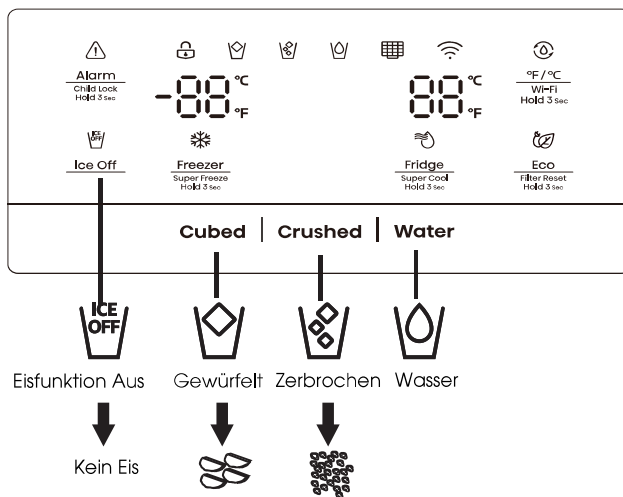 Alarm
Child Lock
Hold 3 Sec
-88 °C
°F
88 °C
°F
°F/°C
Wi-Fi
Hold 3 Sec
ICE
OFF
Ice Off
Freezer
Super Freeze
Hold 3 Sec
Fridge
Super Cool
Hold 3 Sec
Eco
Filter Reset
Hold 3 Sec
Cubed | Crushed | Water
ICE
OFF
Eisfunktion Aus Gewürfelt Zerbrochen Wasser
Kein Eis